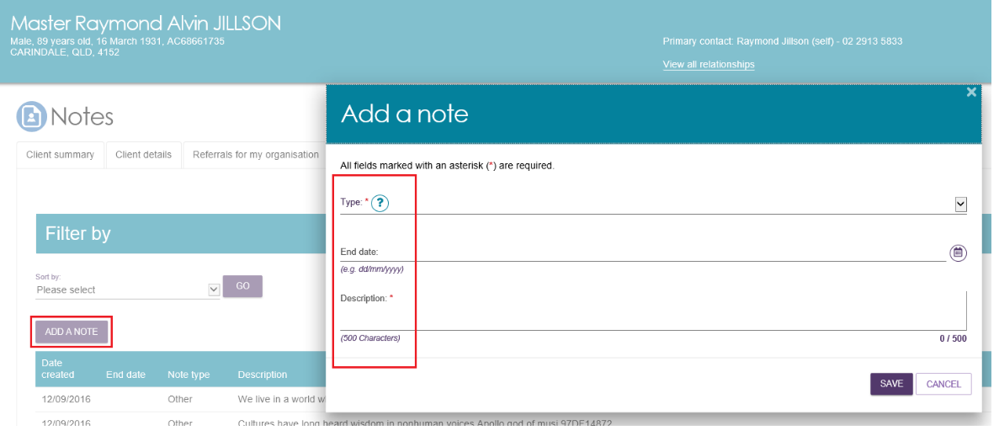 Master Raymond Alvin JILLSON
Male, 89 years old, 16 March 1931, AC68661735
CARINDALE, QLD, 4152
Primary contact: Raymond Jillson (self) - 02 2913 5833
View all relationships
Notes
Client summary
Client details
Referrals for my organisation
Filter by
Sort by:
Please select
GO
ADD A NOTE
Date created
End date
Note type
Description
12/09/2016
Other
We live in a world
12/09/2016
Other
Cultures have long heard wisdom in nonhuman voices Apollo god of musi 97DE14872
Add a note
All fields marked with an asterisk (*) are required.
Type: * ?
End date:
(e.g. dd/mm/yyyy)
Description: *
(500 Characters)
0 / 500
SAVE
CANCEL